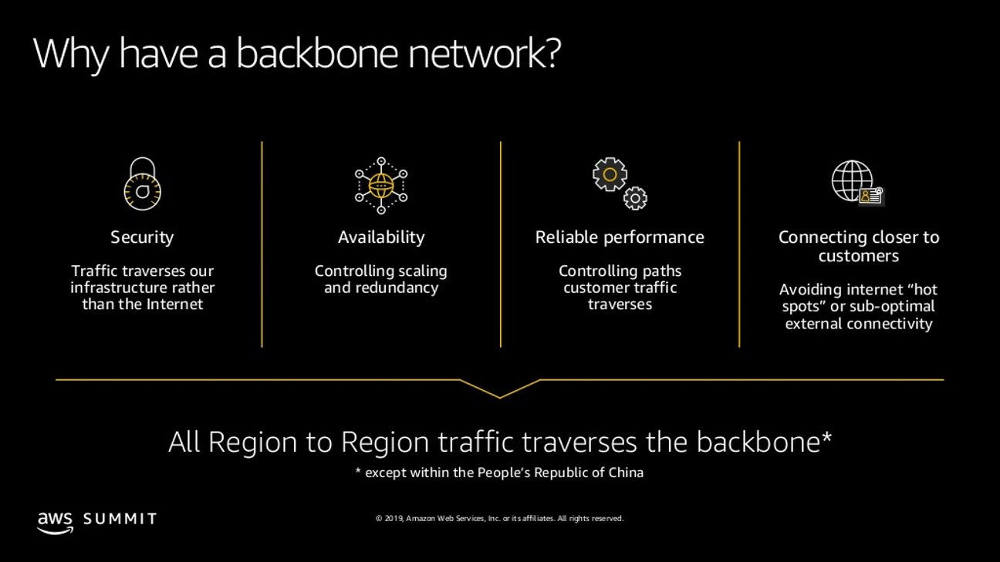 Why have a backbone network?
Security
Traffic traverses our
infrastructure rather
than the Internet
Availability
Controlling scaling
and redundancy
Reliable performance
Controlling paths
customer traffic
traverses
Connecting closer to
customers
Avoiding internet “hot
spots” or sub-optimal
external connectivity
All Region to Region traffic traverses the backbone*
* except within the People’s Republic of China
aws SUMMIT
© 2019, Amazon Web Services, Inc. or its affiliates. All rights reserved.